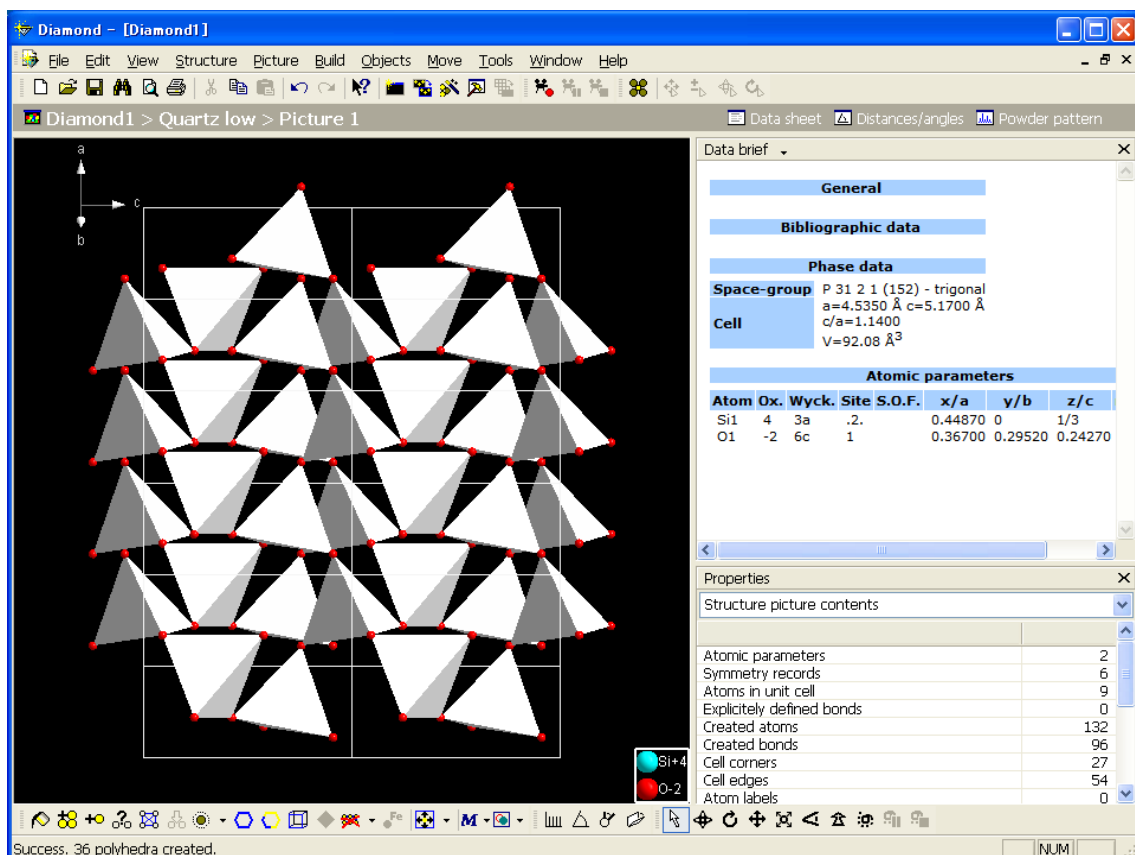 Diamond - [Diamond1]
File Edit View Structure Picture Build Objects Move Tools Window Help
Diamond1 > Quartz low > Picture 1
Data sheet Distances/angles Powder pattern
a
c
b
Si+4
O-2
Data brief
General
Bibliographic data
Phase data
Space-group P 31 2 1 (152) - trigonal
Cell a=4.5350 Å c=5.1700 Å
c/a=1.1400
V=92.08 Å3
Atomic parameters
Atom Ox. Wyck. Site S.O.F. x/a y/b z/c
Si1 4 3a .2. 0.44870 0 1/3
O1 -2 6c 1 0.36700 0.29520 0.24270
Properties
Structure picture contents
Atomic parameters 2
Symmetry records 6
Atoms in unit cell 9
Explicitely defined bonds 0
Created atoms 132
Created bonds 96
Cell corners 27
Cell edges 54
Atom labels 0
Fe
M
Success. 36 polyhedra created.
NUM